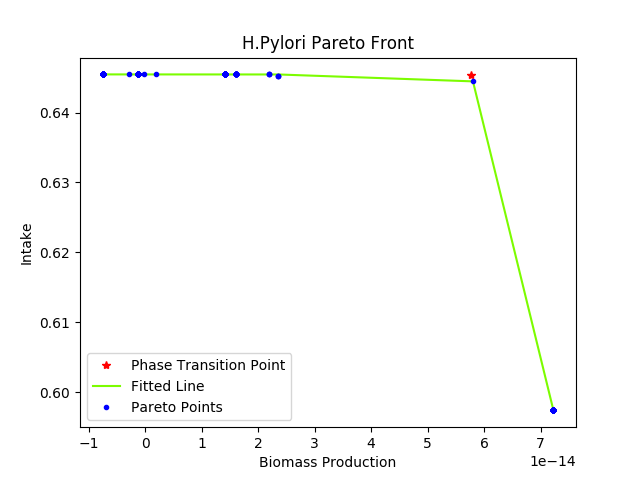 H.Pylori Pareto Front
Intake
0.64
0.63
0.62
0.61
0.60
Phase Transition Point
Fitted Line
Pareto Points
−1 0 1 2 3 4 5 6 7
Biomass Production
1e−14